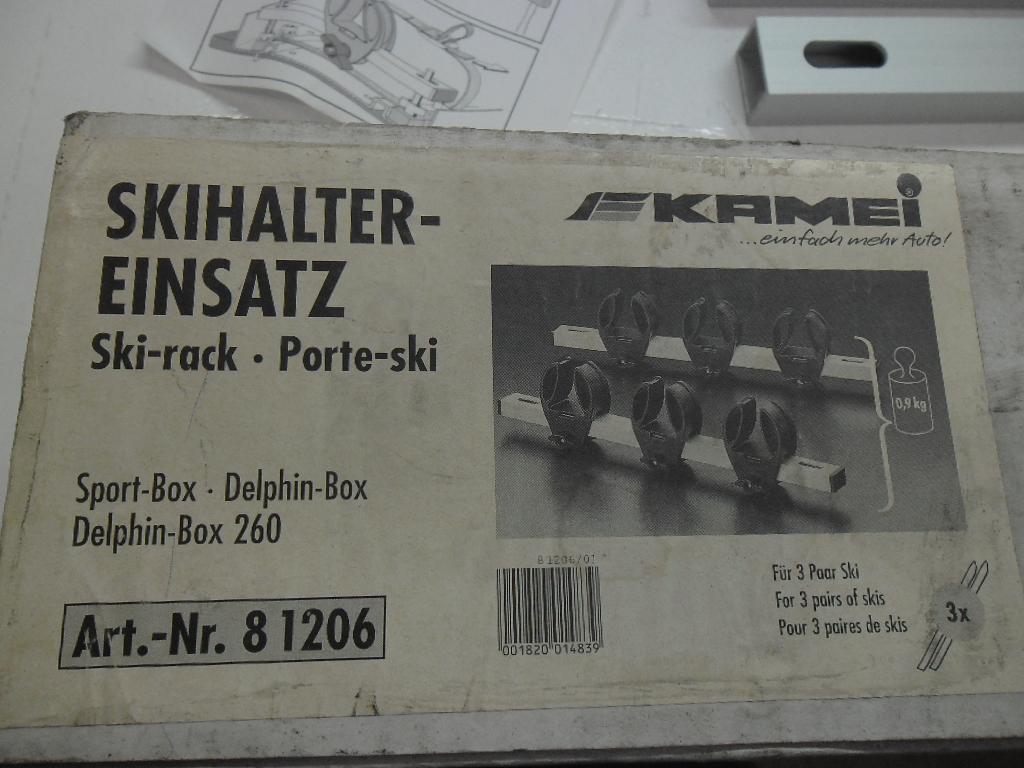 SKIHALTER-
EINSATZ
Ski-rack · Porte-ski
KAMEI ®
...einfach mehr Auto!
0,9 kg
Sport-Box · Delphin-Box
Delphin-Box 260
Art.-Nr. 8 1206
8 1206/01
001820 014839
Für 3 Paar Ski
For 3 pairs of skis
Pour 3 paires de skis
3x